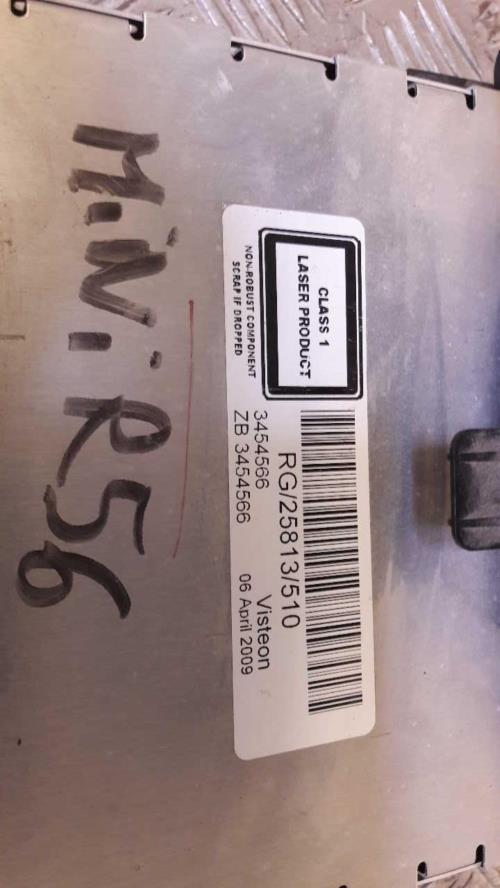 MiNi R56
CLASS 1
LASER PRODUCT
NON-ROBUST COMPONENT
SCRAP IF DROPPED
RG/25813/510
3454566
ZB 3454566
Visteon
06 April 2009